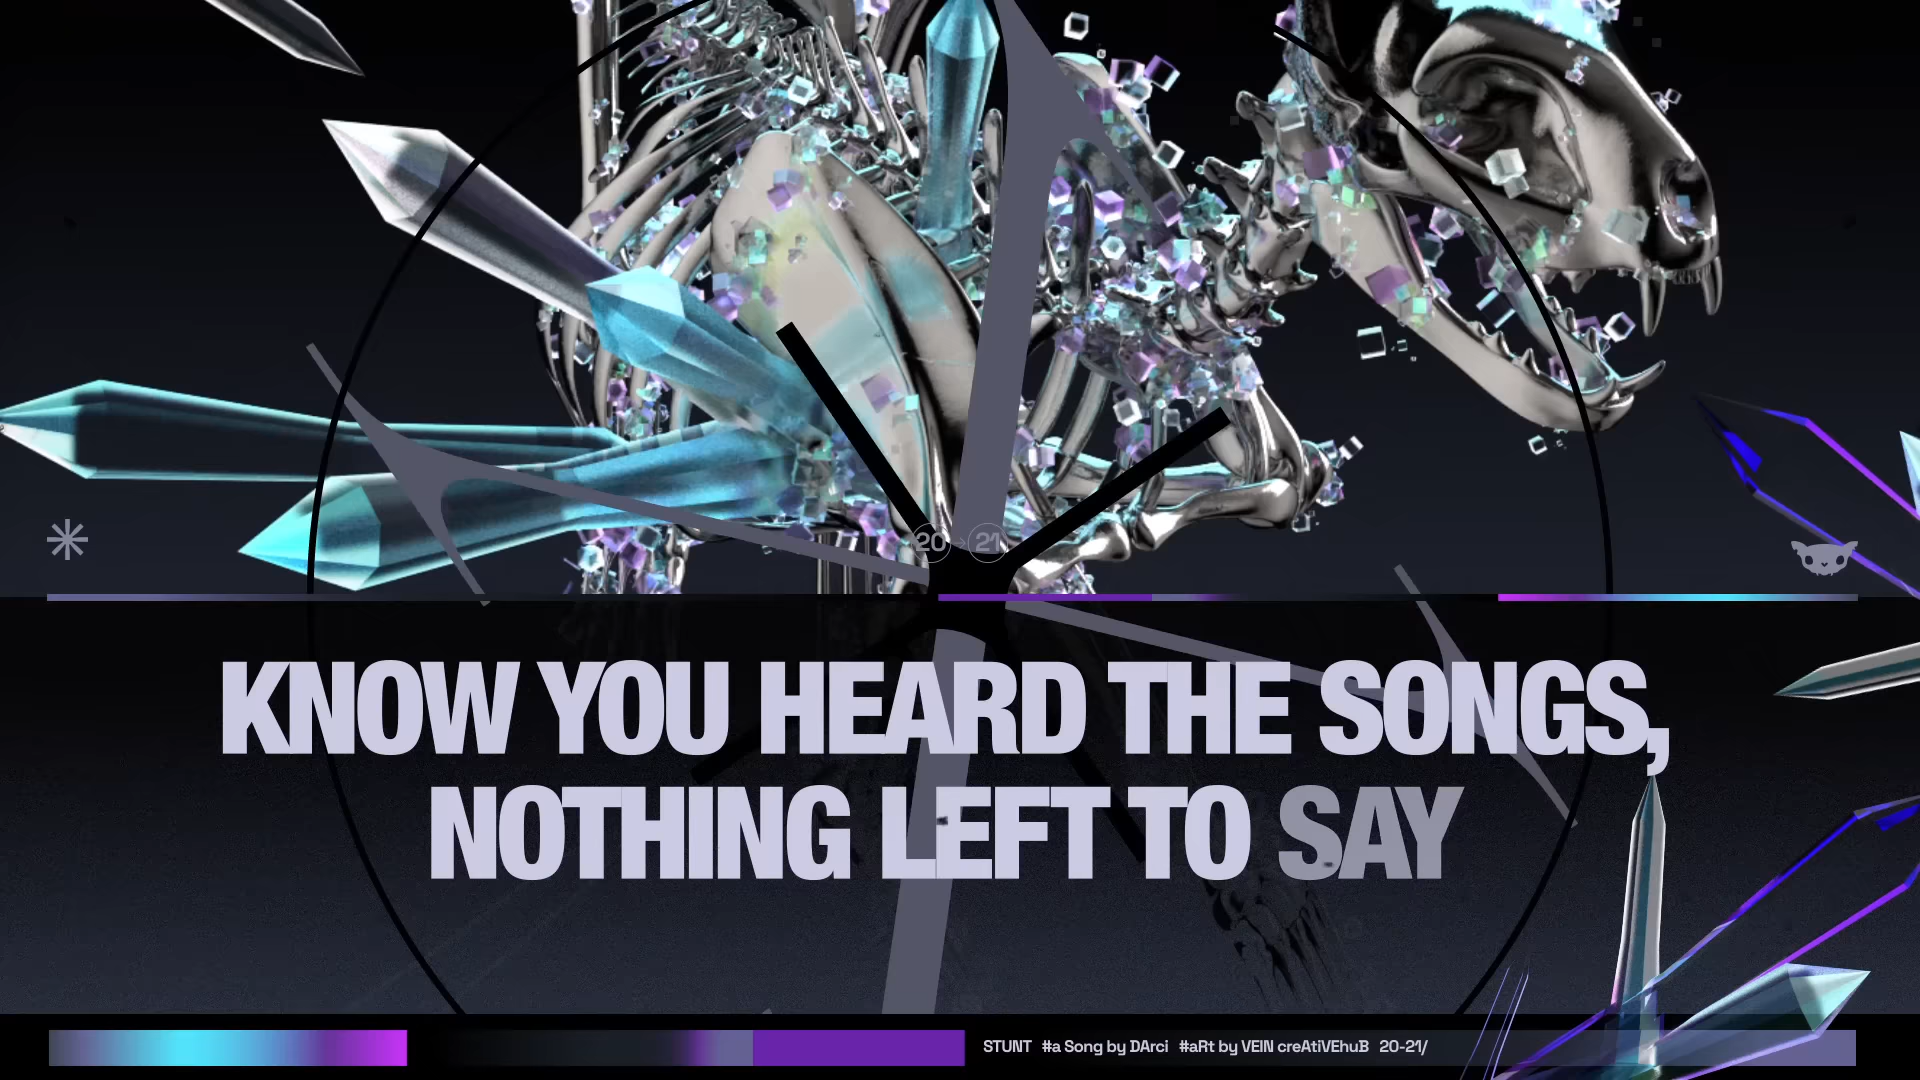 20 21
KNOW YOU HEARD THE SONGS,
NOTHING LEFT TO SAY
STUNT #a Song by DArci #aRt by VEIN creAtiVEhuB 20-21/